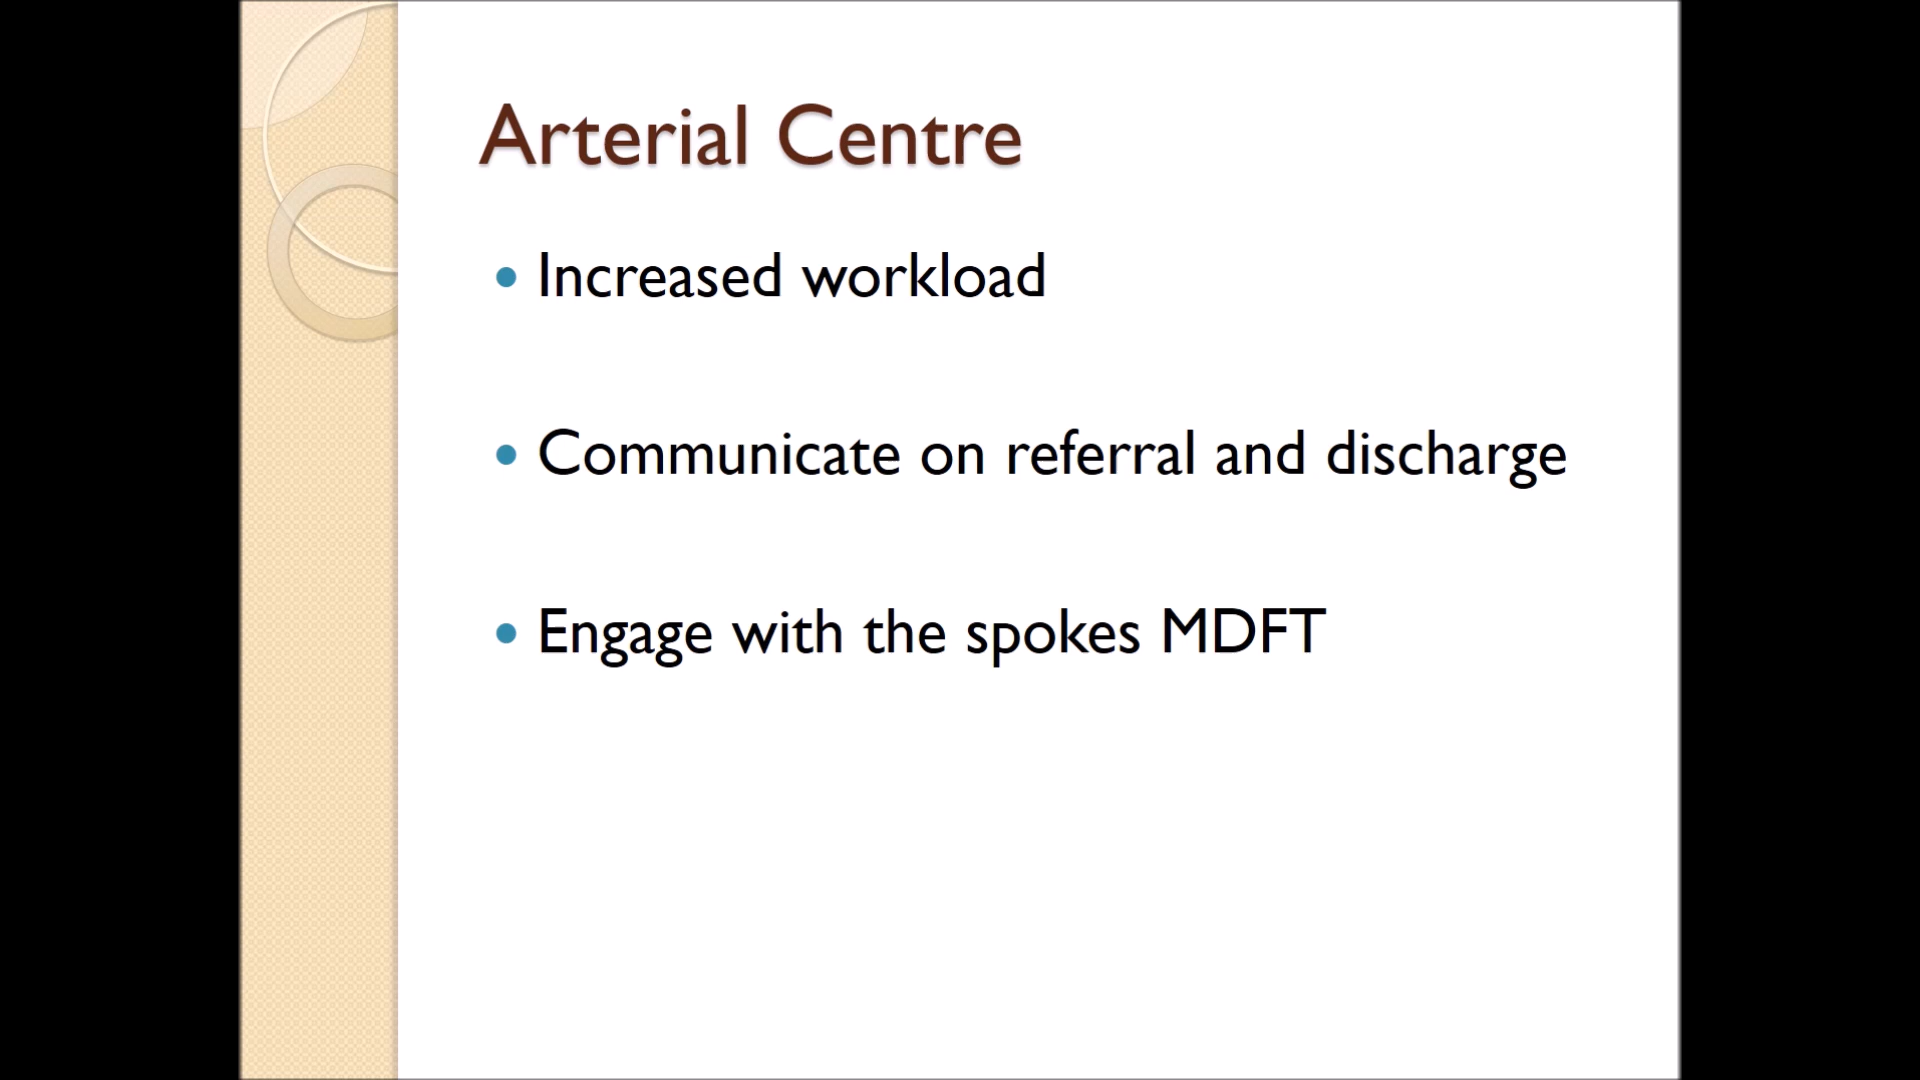 Arterial Centre
• Increased workload
• Communicate on referral and discharge
• Engage with the spokes MDFT